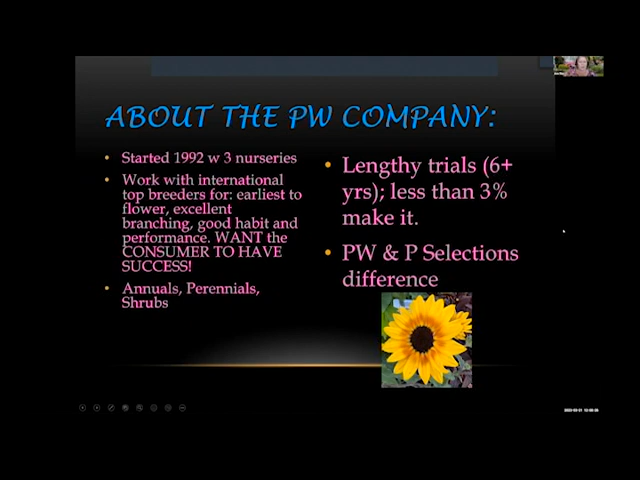 ABOUT THE PW COMPANY:
• Started 1992 w 3 nurseries
• Work with international
top breeders for: earliest to
flower, excellent
branching, good habit and
performance. WANT the
CONSUMER TO HAVE
SUCCESS!
• Annuals, Perennials,
Shrubs
• Lengthy trials (6+
yrs); less than 3%
make it.
• PW & P Selections
difference